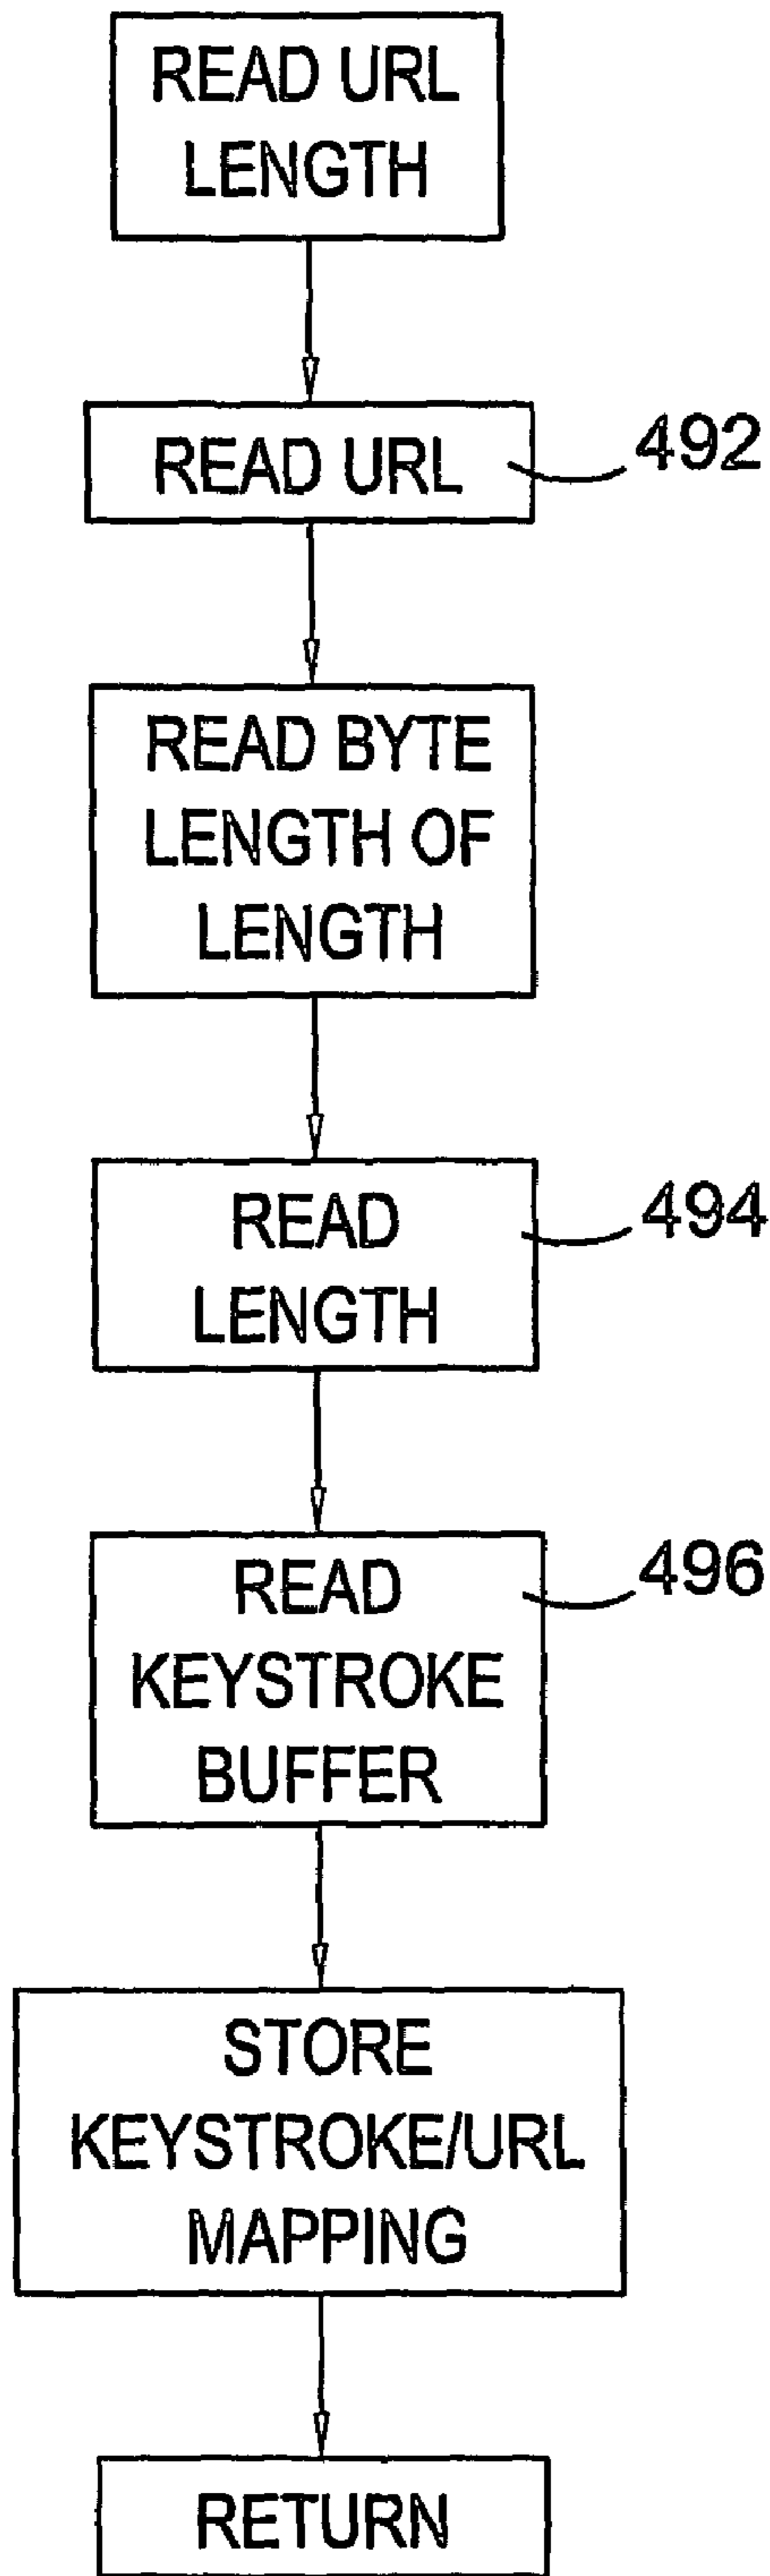 READ URL
LENGTH
READ URL
492
READ BYTE
LENGTH OF
LENGTH
READ
LENGTH
494
READ
KEYSTROKE
BUFFER
496
STORE
KEYSTROKE/URL
MAPPING
RETURN